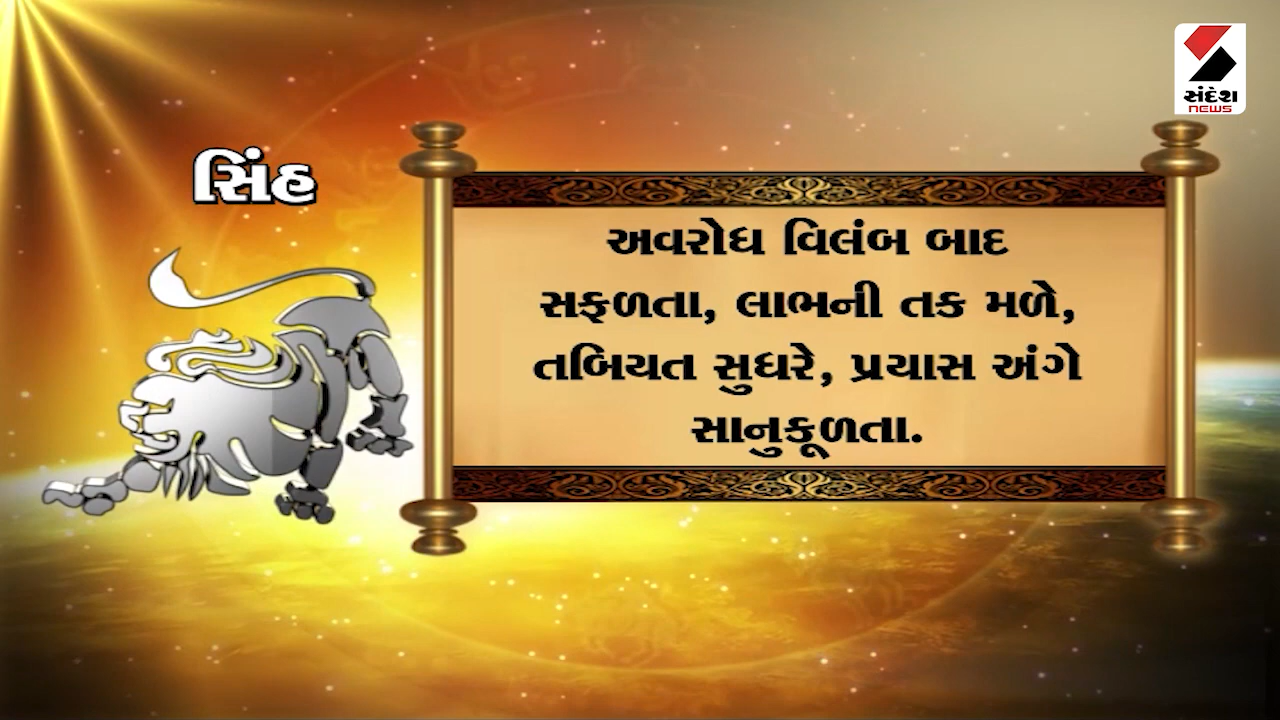 સંદેશ
NEWS
સિંહ
અવરોધ વિલંબ બાદ
સફળતા, લાભની તક મળે,
તબિયત સુધરે, પ્રયાસ અંગે
સાનુકૂળતા.